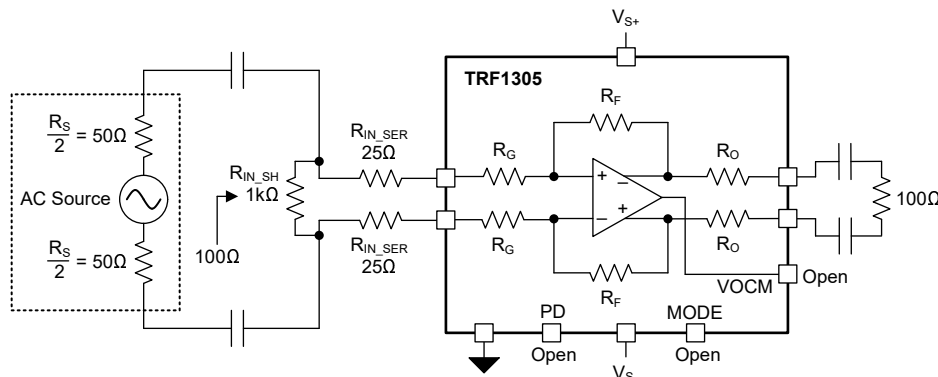 V_S+
TRF1305
R_F
R_S/2 = 50Ω
R_IN_SER
25Ω
R_G
R_O
R_IN_SH
1kΩ
AC Source
100Ω
100Ω
R_S/2 = 50Ω
R_IN_SER
25Ω
R_G
R_O
R_F
VOCM
Open
PD
Open
MODE
Open
V_S